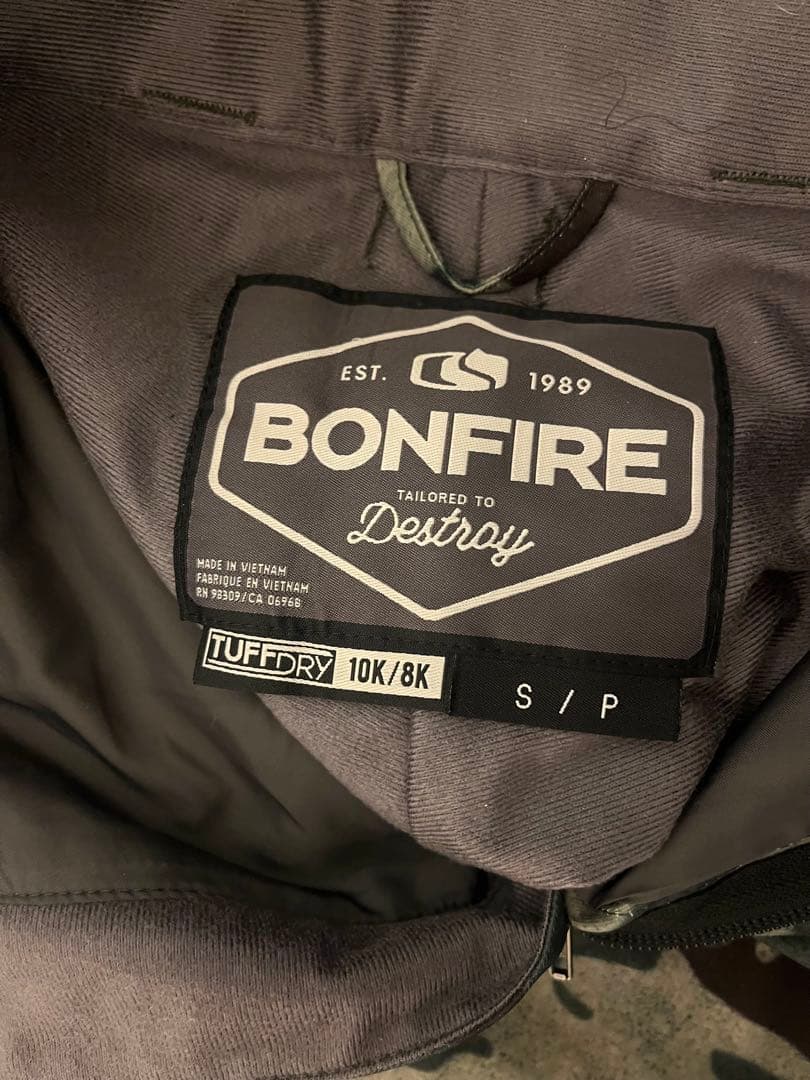 EST. 1989
BONFIRE
TAILORED TO
Destroy
MADE IN VIETNAM
FABRIQUE EN VIETNAM
RN 98309/CA 06968
TUFFDRY 10K/8K
S / P